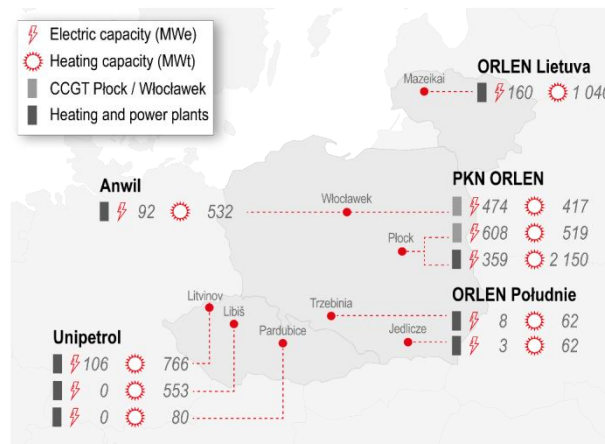 Electric capacity (MWe)
Heating capacity (MWt)
CCGT Płock / Włocławek
Heating and power plants
Mazeikai
ORLEN Lietuva
160 1 040
Anwil
92 532
Włocławek
PKN ORLEN
474 417
608 519
Płock
359 2 150
ORLEN Południe
Litvinov
Libiš
Trzebinia
8 62
Unipetrol
Pardubice
Jedlicze
3 62
106 766
0 553
0 80